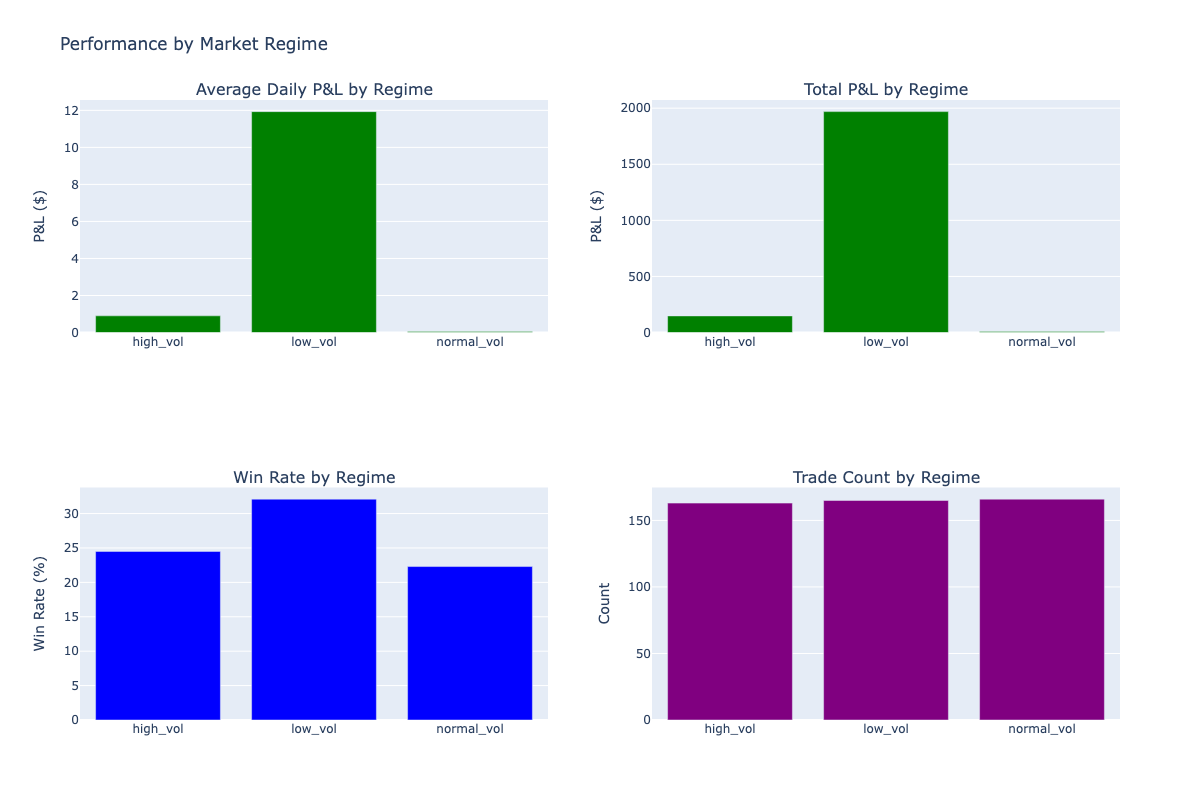 Performance by Market Regime
Average Daily P&L by Regime
P&L ($)
12
10
8
6
4
2
0
high_vol low_vol normal_vol
Total P&L by Regime
P&L ($)
2000
1500
1000
500
0
high_vol low_vol normal_vol
Win Rate by Regime
Win Rate (%)
30
25
20
15
10
5
0
high_vol low_vol normal_vol
Trade Count by Regime
Count
150
100
50
0
high_vol low_vol normal_vol